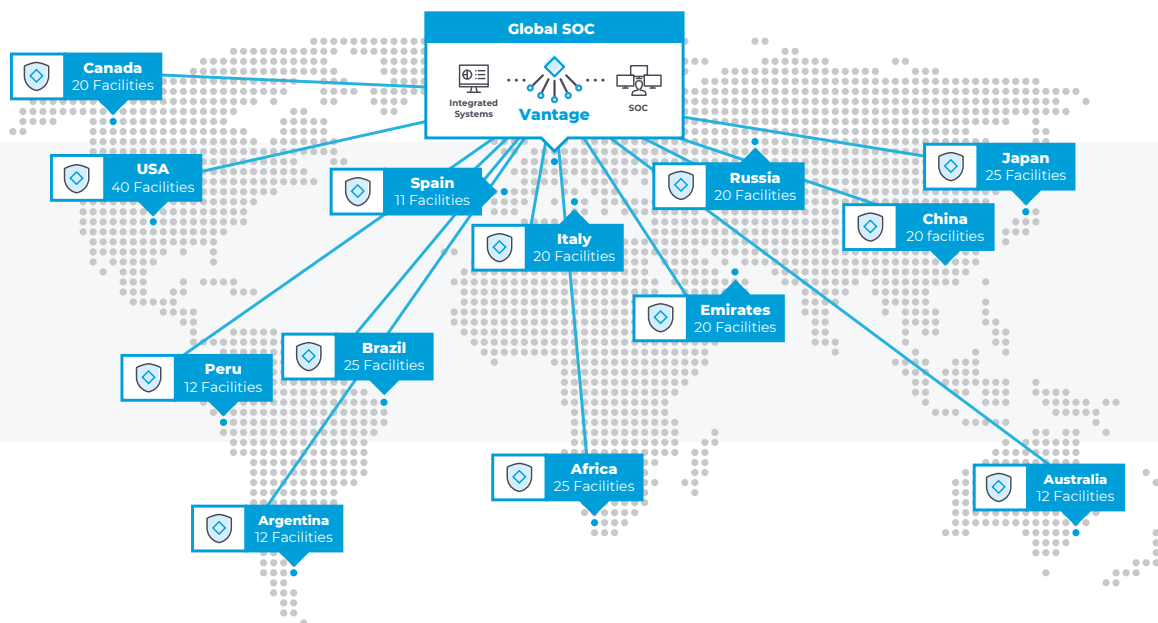 Global SOC
Integrated
Systems
Vantage
SOC
Canada
20 Facilities
USA
40 Facilities
Spain
11 Facilities
Italy
20 Facilities
Russia
20 Facilities
Japan
25 Facilities
China
20 facilities
Emirates
20 Facilities
Brazil
25 Facilities
Peru
12 Facilities
Africa
25 Facilities
Australia
12 Facilities
Argentina
12 Facilities